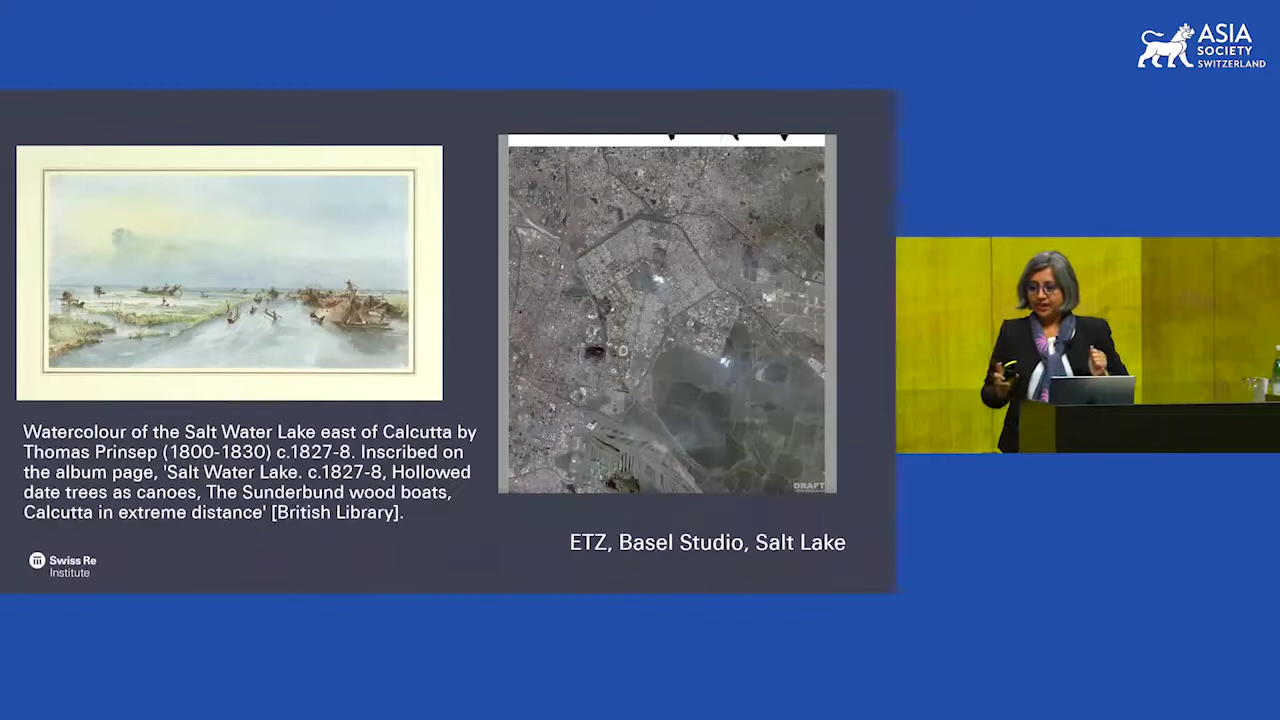 ASIA
SOCIETY
SWITZERLAND
Watercolour of the Salt Water Lake east of Calcutta by
Thomas Prinsep (1800-1830) c.1827-8. Inscribed on
the album page, 'Salt Water Lake. c.1827-8, Hollowed
date trees as canoes, The Sunderbund wood boats,
Calcutta in extreme distance' [British Library].
DRAFT
ETZ, Basel Studio, Salt Lake
Swiss Re
Institute